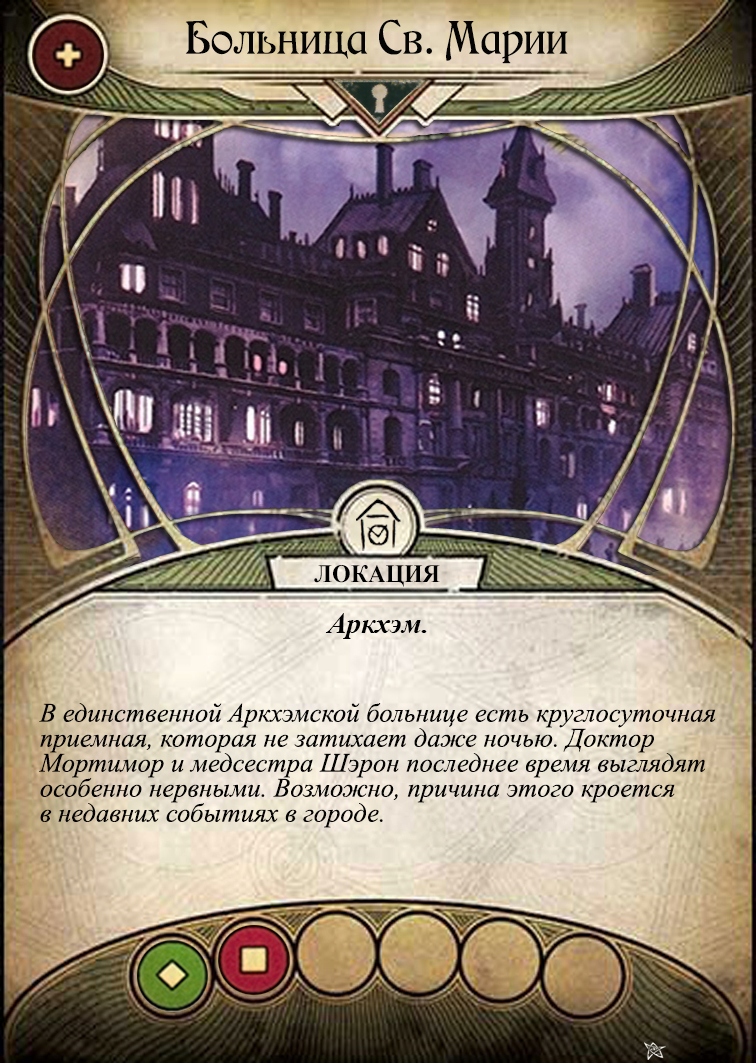 Больница Св. Марии
ЛОКАЦИЯ
Аркхэм.
В единственной Аркхэмской больнице есть круглосуточная
приемная, которая не затихает даже ночью. Доктор
Мортимор и медсестра Шэрон последнее время выглядят
особенно нервными. Возможно, причина этого кроется
в недавних событиях в городе.